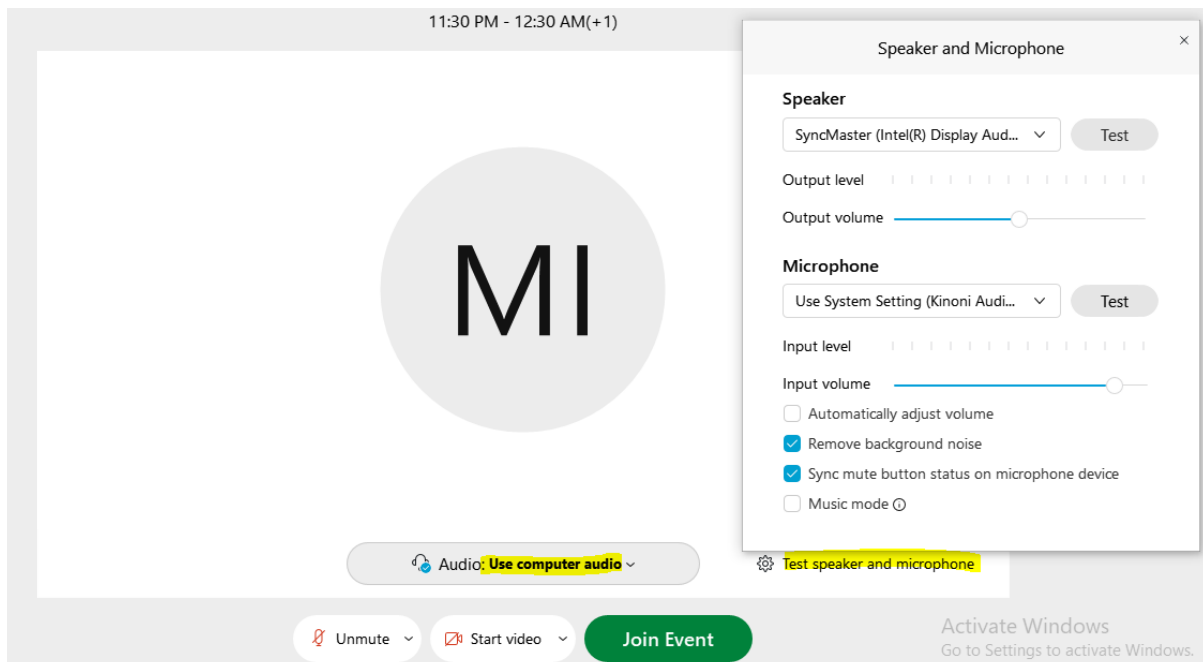 11:30 PM - 12:30 AM(+1)
Speaker and Microphone
Speaker
SyncMaster (Intel(R) Display Aud...
Test
Output level
Output volume
MI
Microphone
Use System Setting (Kinoni Audi...
Test
Input level
Input volume
Automatically adjust volume
Remove background noise
Sync mute button status on microphone device
Music mode
Audio: Use computer audio
Test speaker and microphone
Unmute
Start video
Join Event
Activate Windows
Go to Settings to activate Windows.